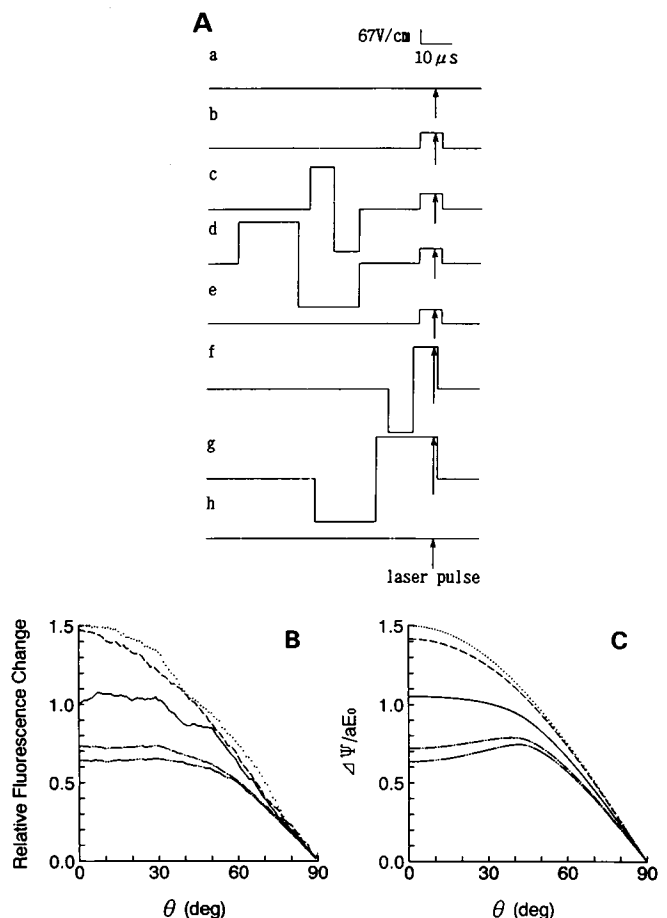 A
67V/cm
10 μs
a
b
c
d
e
f
g
h
laser pulse
B
Relative Fluorescence Change
1.5
1.0
0.5
0.0
0 30 60 90
θ (deg)
C
ΔΨ/aE₀
1.5
1.0
0.5
0.0
0 30 60 90
θ (deg)